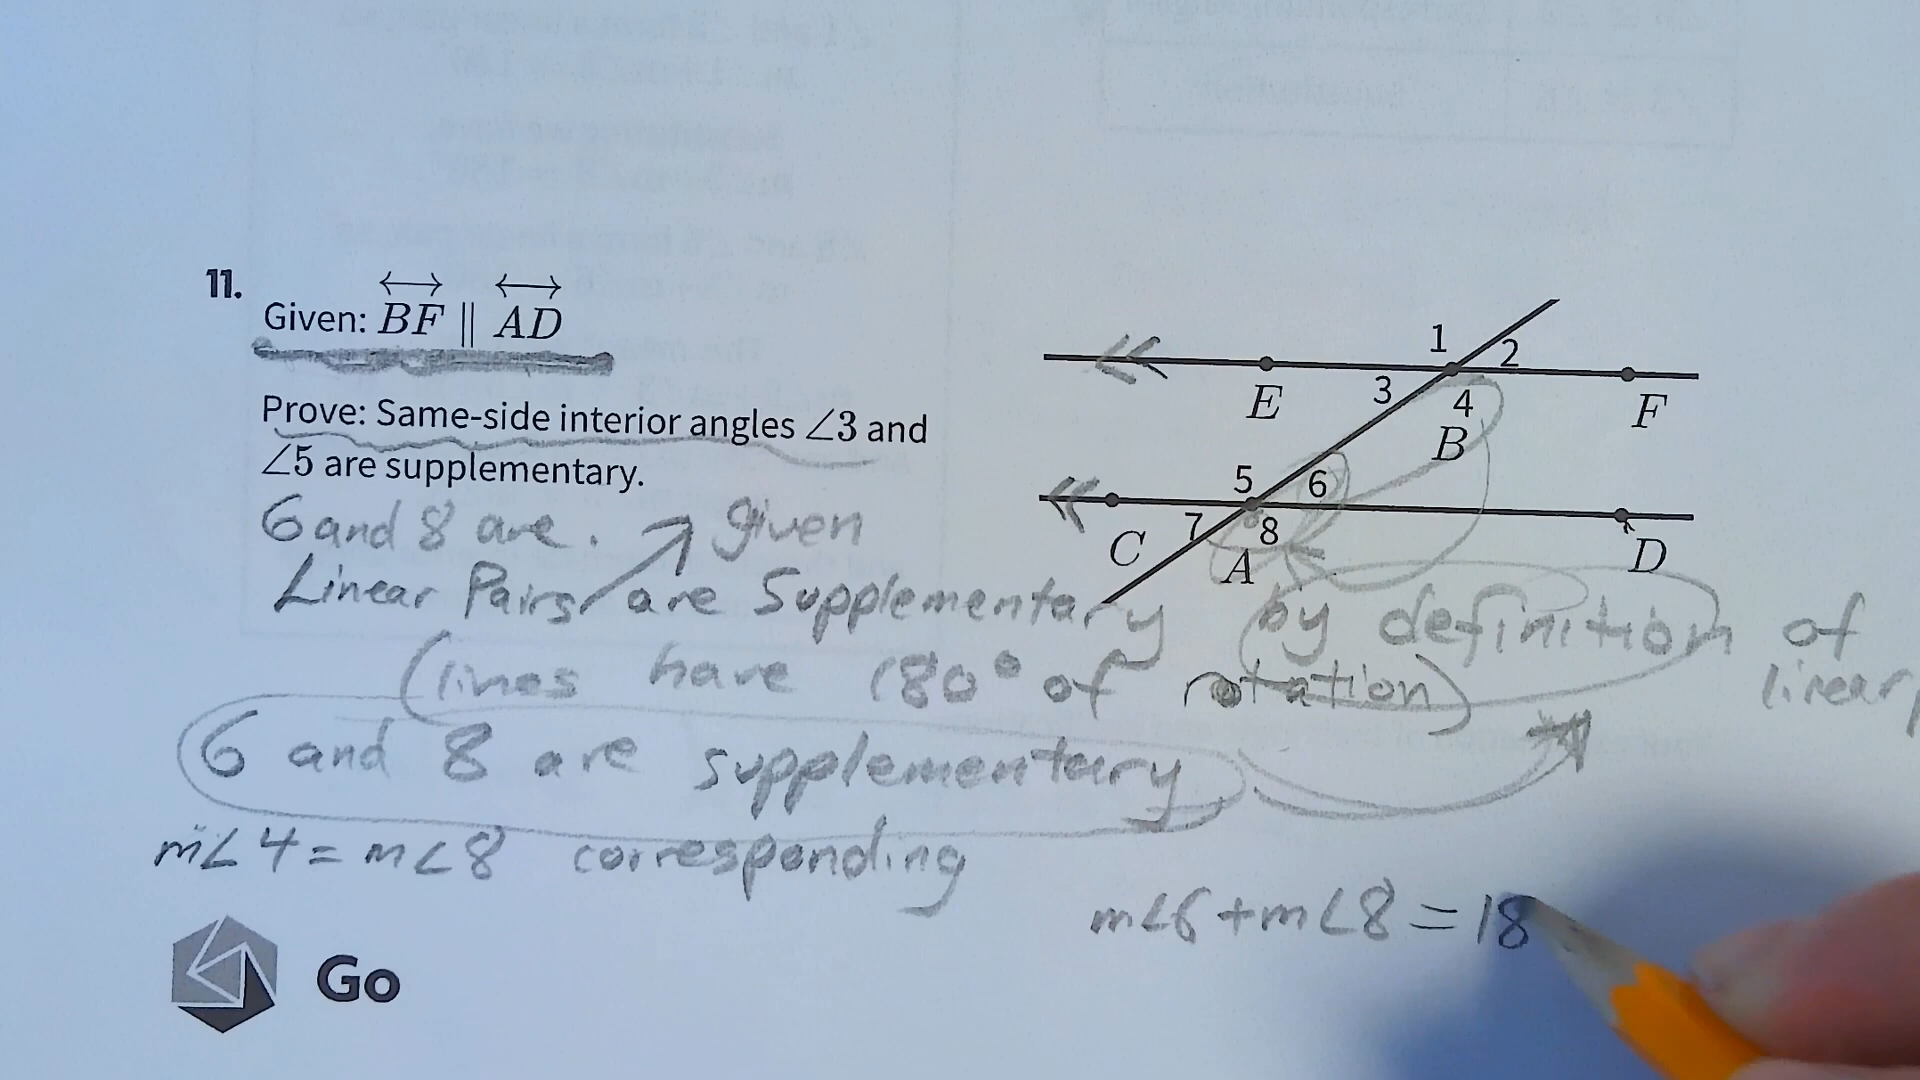 11.
Given: BF ∥ AD
Prove: Same-side interior angles ∠3 and
∠5 are supplementary.
1
2
3
4
E
F
B
5
6
7
8
C
A
D
6 and 8 are. given
Linear Pairs are Supplementary by definition of
linear
(lines have 180° of rotation)
6 and 8 are supplementary
m∠4 = m∠8 corresponding
m∠6 + m∠8 = 18
Go